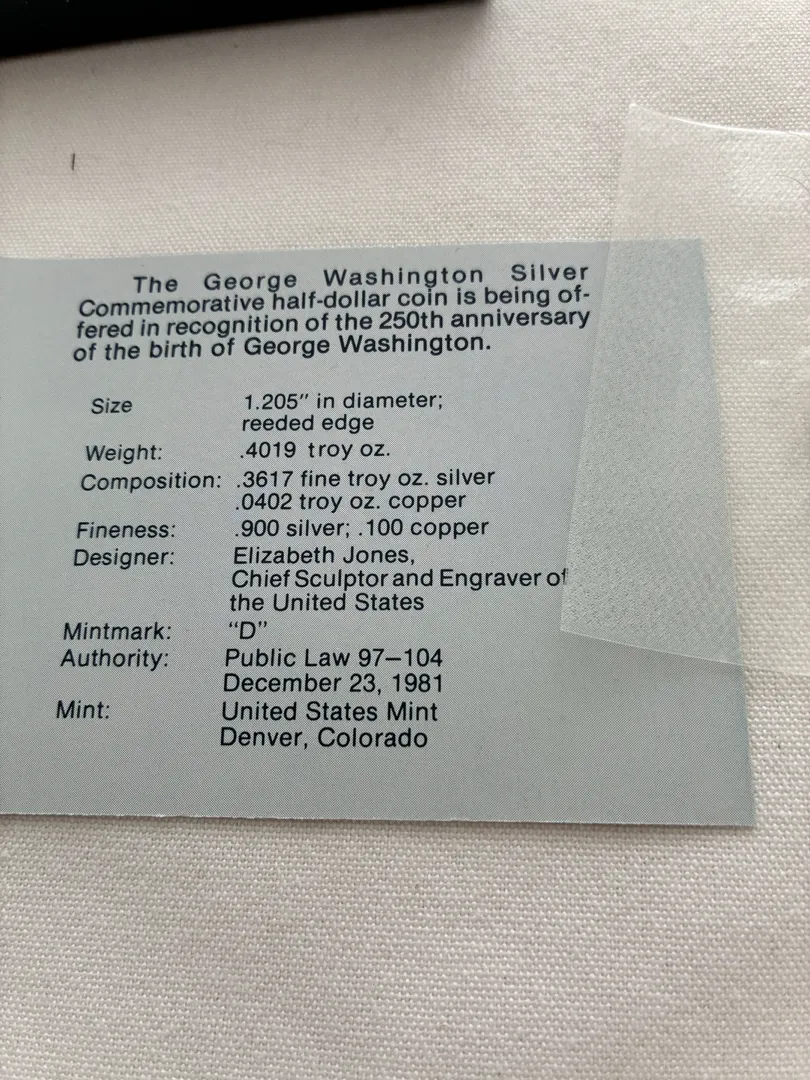 The George Washington Silver
Commemorative half-dollar coin is being of-
fered in recognition of the 250th anniversary
of the birth of George Washington.
Size 1.205″ in diameter;
reeded edge
Weight: .4019 troy oz.
Composition: .3617 fine troy oz. silver
.0402 troy oz. copper
Fineness: .900 silver; .100 copper
Designer: Elizabeth Jones,
Chief Sculptor and Engraver of
the United States
Mintmark: “D”
Authority: Public Law 97–104
December 23, 1981
Mint: United States Mint
Denver, Colorado